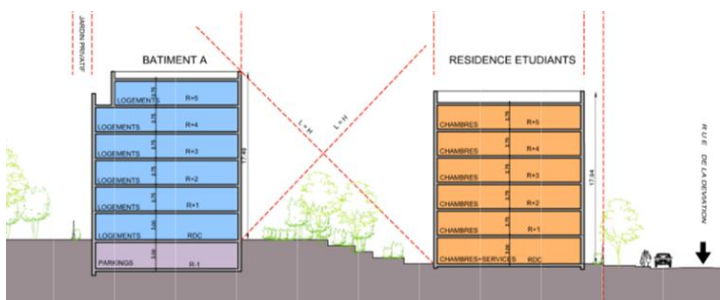 JARDIN PRIVATIF
BATIMENT A
RESIDENCE ETUDIANTS
L = H
L = H
LOGEMENTS R+5
LOGEMENTS R+4
LOGEMENTS R+3
LOGEMENTS R+2
LOGEMENTS R+1
LOGEMENTS RDC
PARKINGS R-1
CHAMBRES R+5
CHAMBRES R+4
CHAMBRES R+3
CHAMBRES R+2
CHAMBRES R+1
CHAMBRES+SERVICES RDC
17.94
RUE DE LA DEVIATION